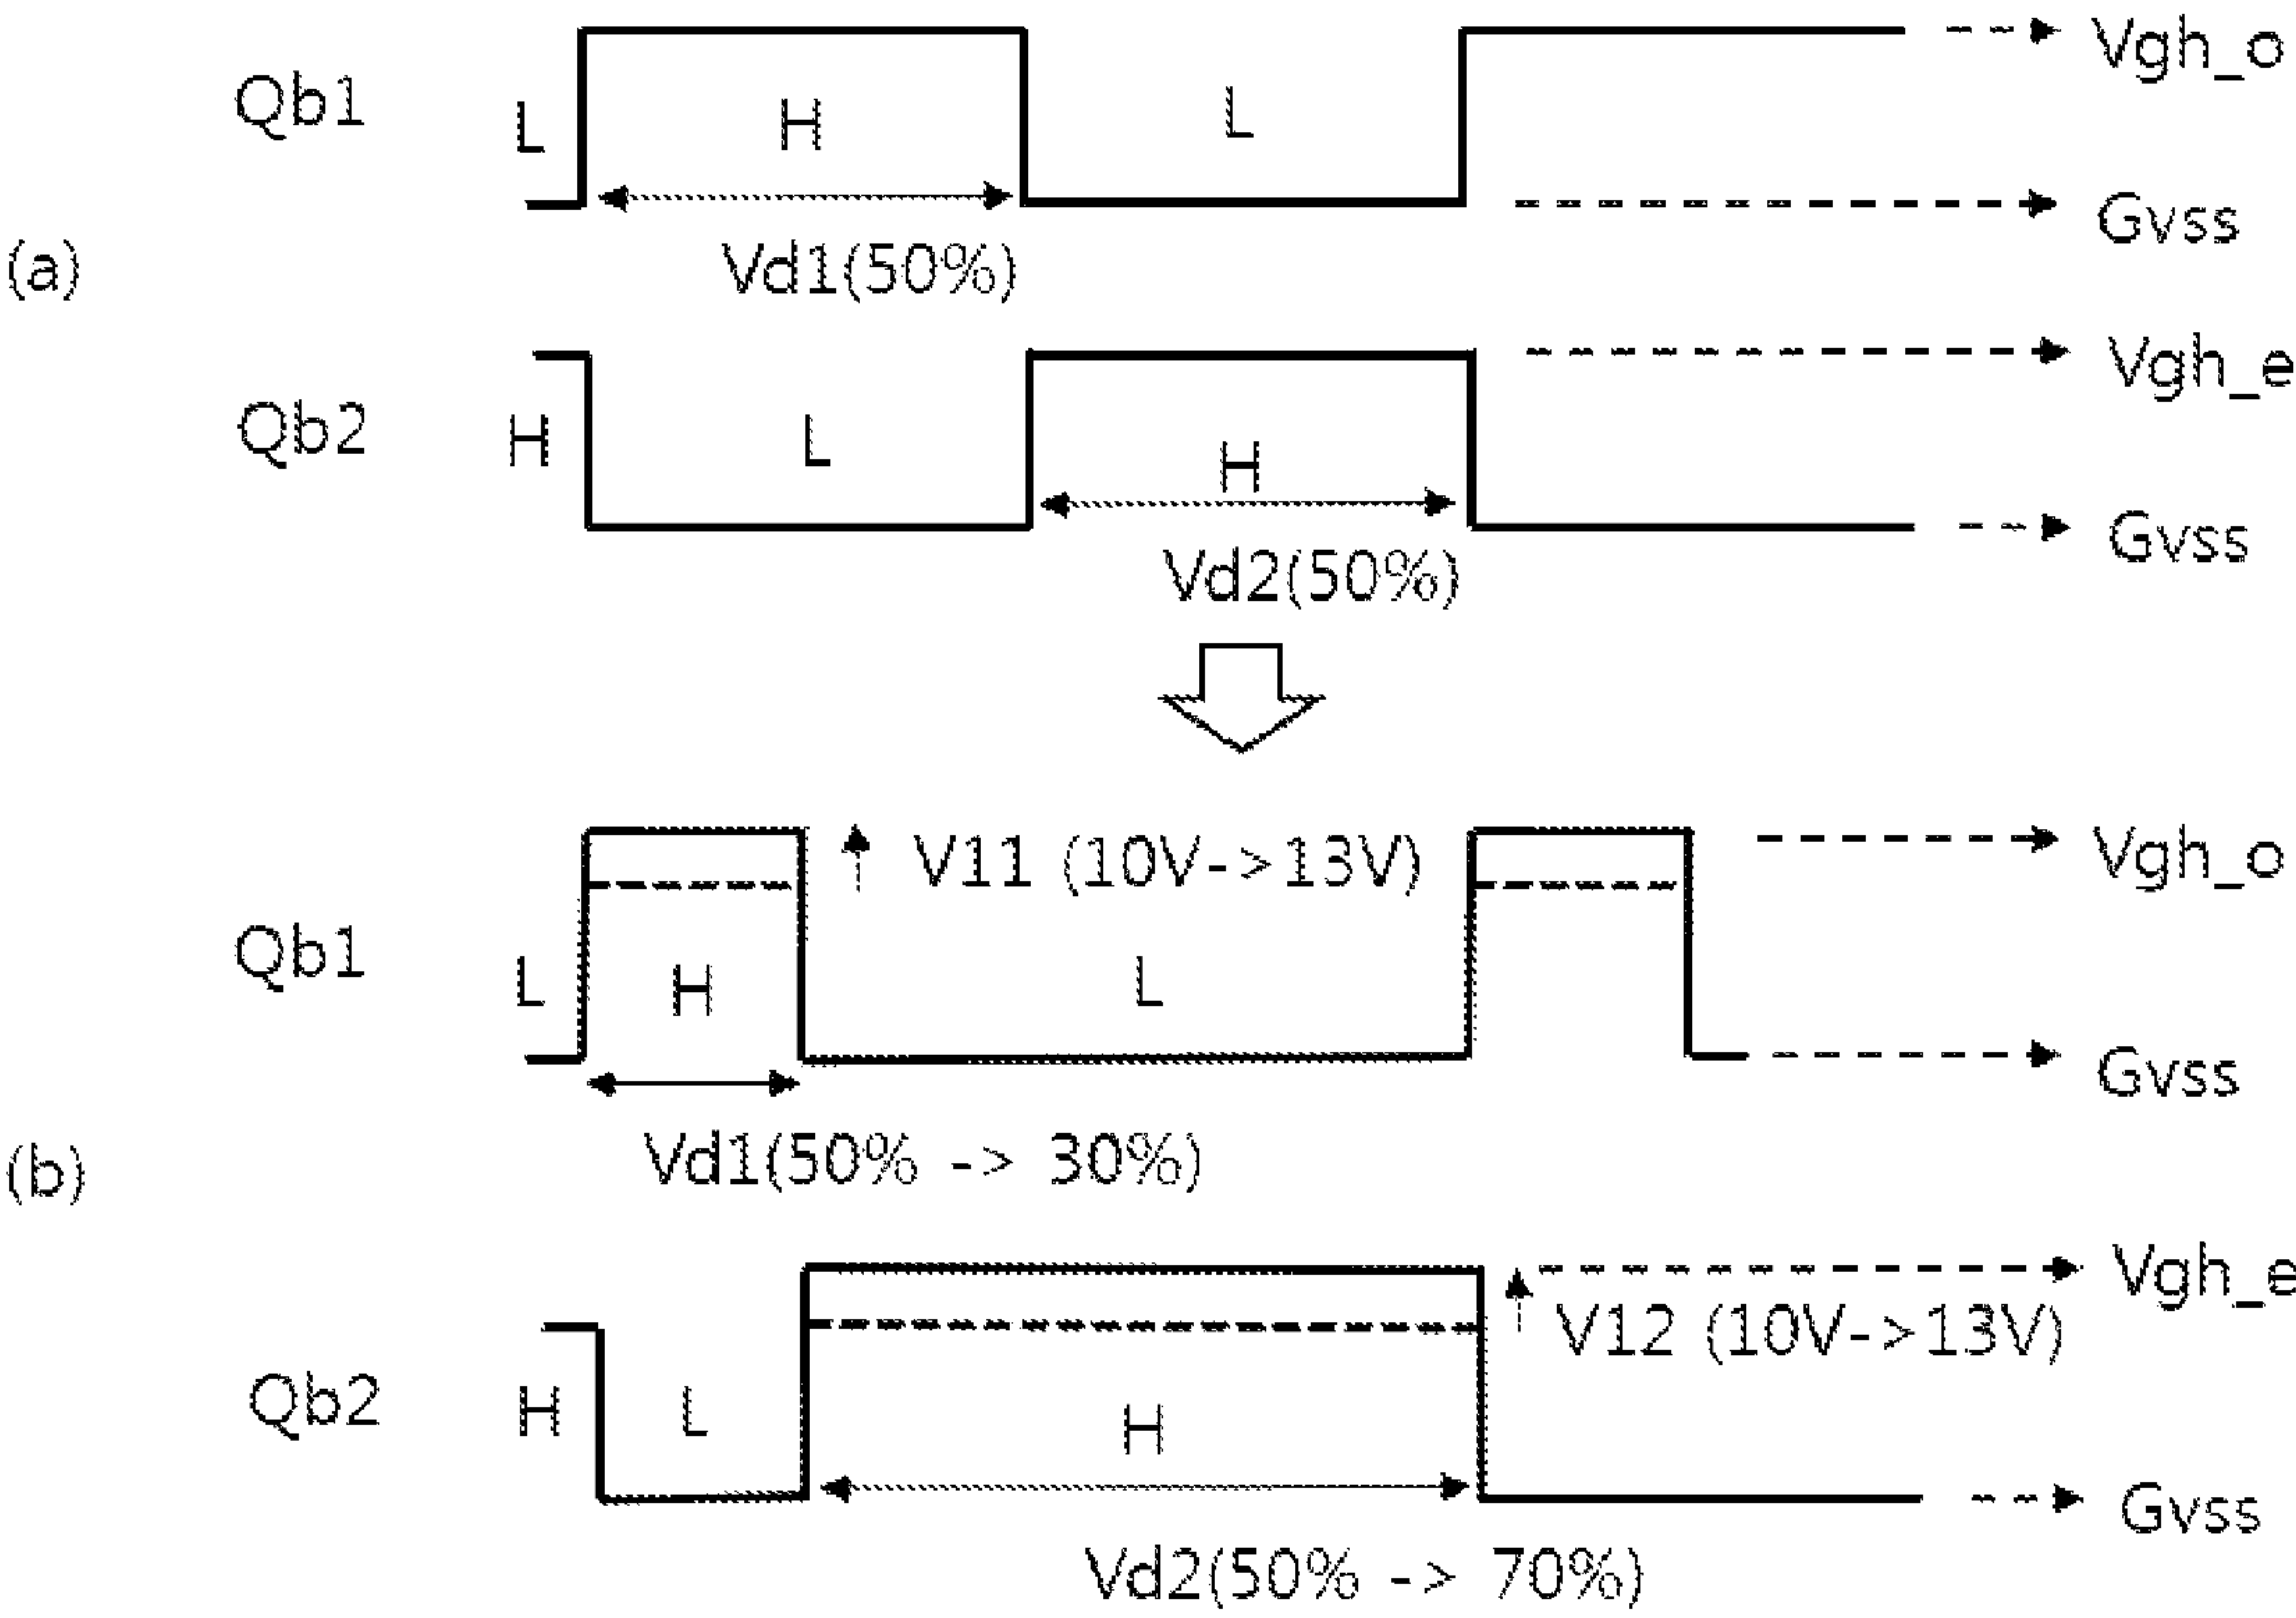 Vgh_o
Qb1 L H L
Gvss
Vd1(50%)
(a)
Vgh_e
Qb2 H L H
Gvss
Vd2(50%)
V11 (10V->13V) Vgh_o
Qb1 L H L
Gvss
Vd1(50% -> 30%)
(b)
Vgh_e
V12 (10V->13V)
Qb2 H L H
Gvss
Vd2(50% -> 70%)